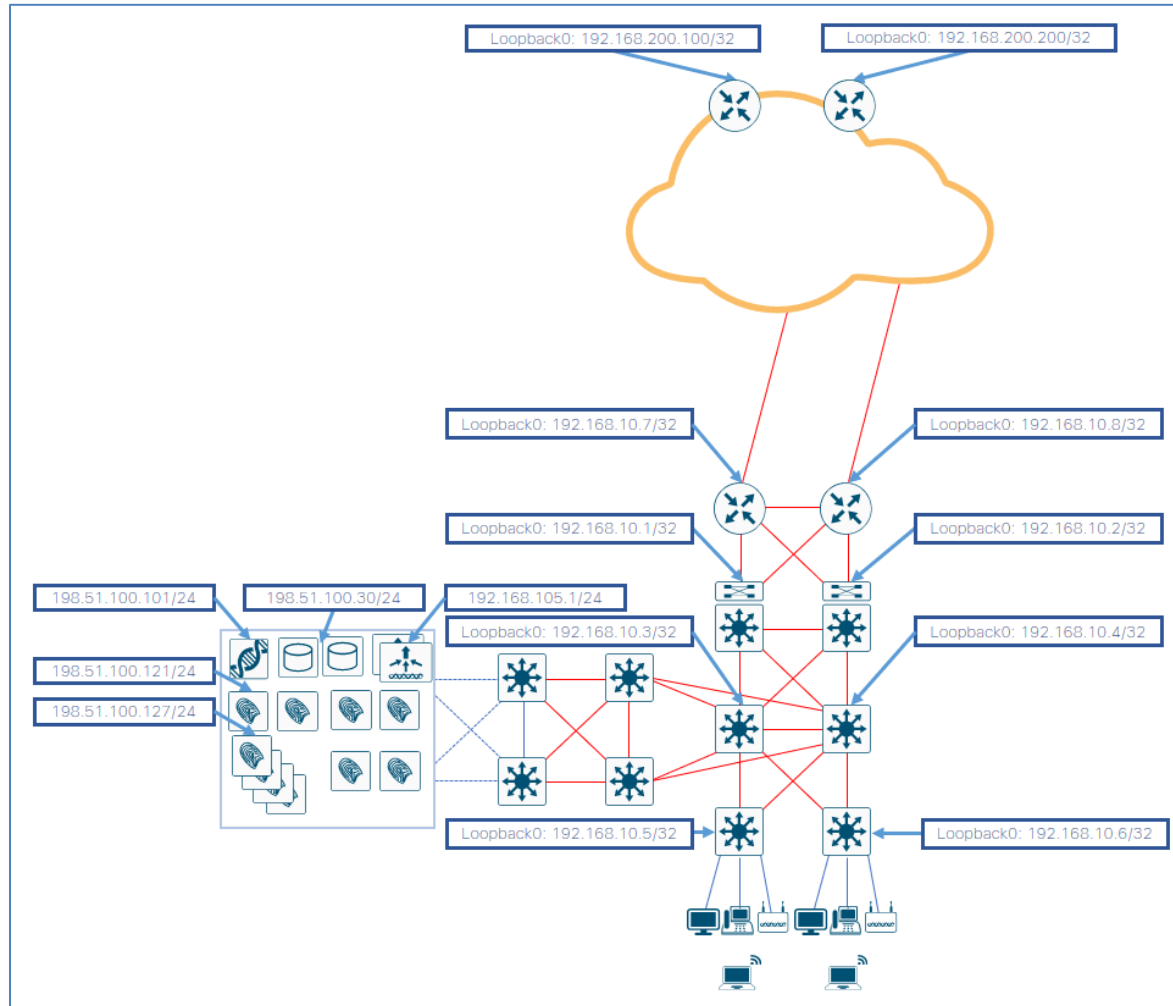 Loopback0: 192.168.200.100/32
Loopback0: 192.168.200.200/32
Loopback0: 192.168.10.7/32
Loopback0: 192.168.10.8/32
Loopback0: 192.168.10.1/32
Loopback0: 192.168.10.2/32
198.51.100.101/24
198.51.100.30/24
192.168.105.1/24
Loopback0: 192.168.10.3/32
Loopback0: 192.168.10.4/32
198.51.100.121/24
198.51.100.127/24
Loopback0: 192.168.10.5/32
Loopback0: 192.168.10.6/32